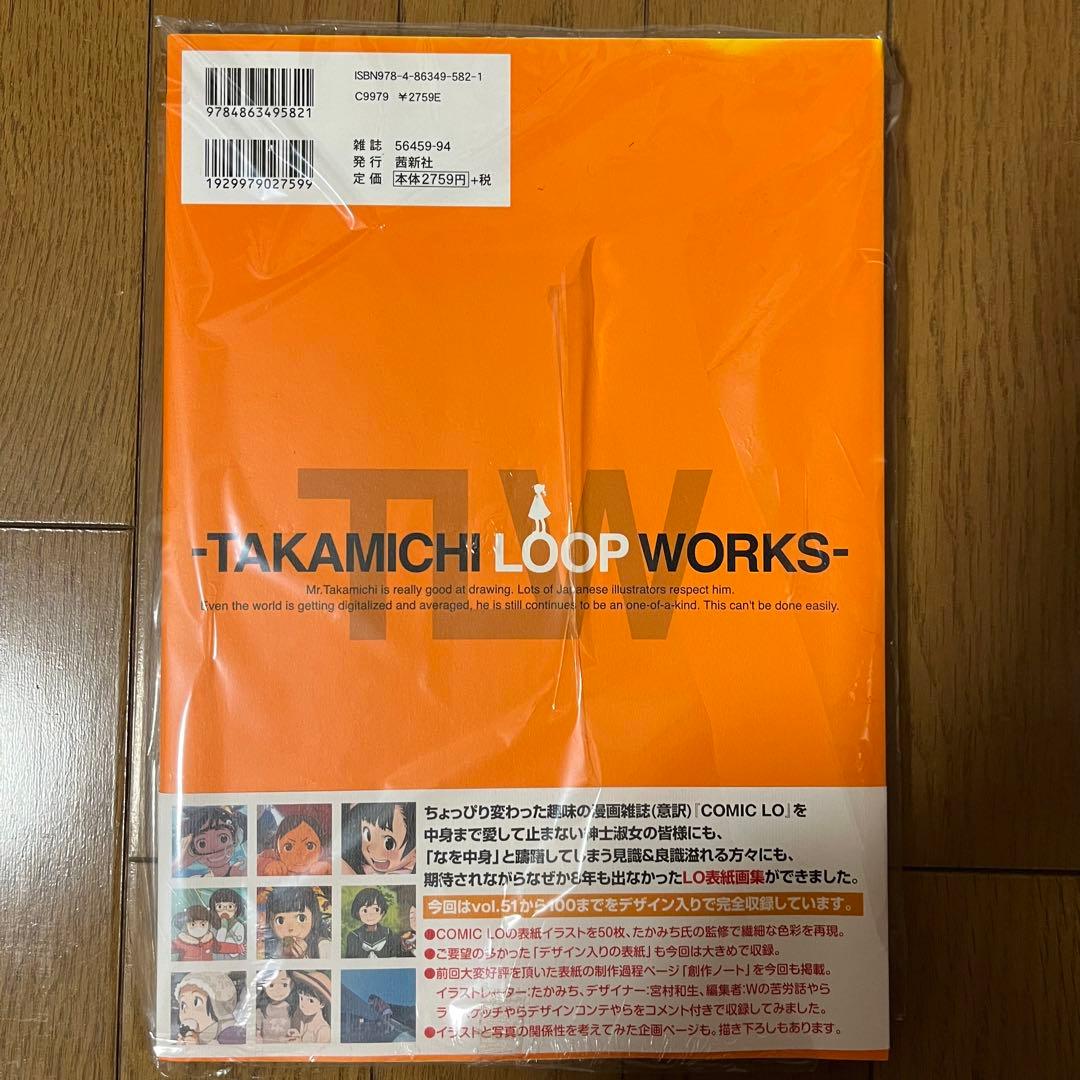 ISBN978-4-86349-582-1
C9979 ¥2759E
9784863495821
雑誌 56459-94
発行 茜新社
定価 本体2759円+税
1929979027599
TLW
-TAKAMICHI LOOP WORKS-
Mr.Takamichi is really good at drawing. Lots of Japanese illustrators respect him.
Even the world is getting digitalized and averaged, he is still continues to be an one-of-a-kind. This can't be done easily.
ちょっぴり変わった趣味の漫画雑誌(意訳)『COMIC LO』を
中身まで愛して止まない紳士淑女の皆様にも、
「なを中身」と躊躇してしまう見識&良識溢れる方々にも、
期待されながらなぜか8年も出なかったLO表紙画集ができました。
今回はvol.51から100までをデザイン入りで完全収録しています。
●COMIC LOの表紙イラストを50枚、たかみち氏の監修で繊細な色彩を再現。
●ご要望の多かった「デザイン入りの表紙」も今回は大きめで収録。
●前回大変好評を頂いた表紙の制作過程ページ「創作ノート」を今回も掲載。
イラストレーター:たかみち、デザイナー:宮村和生、編集者:Wの苦労話やら
ラフスケッチやらデザインコンテやらをコメント付きで収録してみました。
●イラストと写真の関係性を考えてみた企画ページも。描き下ろしもあります。